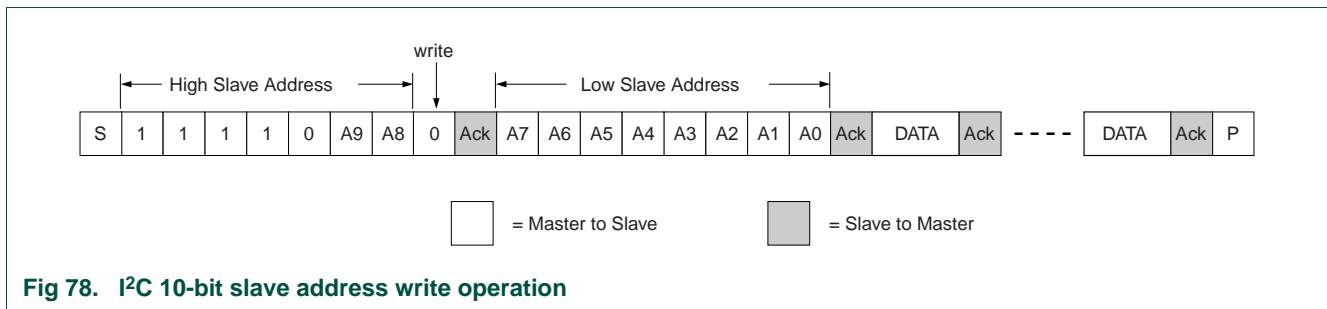 write
High Slave Address Low Slave Address
S 1 1 1 1 0 A9 A8 0 Ack A7 A6 A5 A4 A3 A2 A1 A0 Ack DATA Ack DATA Ack P
= Master to Slave = Slave to Master
Fig 78. I²C 10-bit slave address write operation